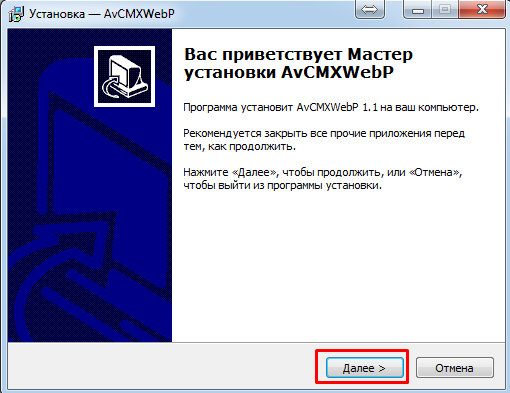 Установка — AvCMXWebP
Вас приветствует Мастер
установки AvCMXWebP
Программа установит AvCMXWebP 1.1 на ваш компьютер.
Рекомендуется закрыть все прочие приложения перед
тем, как продолжить.
Нажмите «Далее», чтобы продолжить, или «Отмена»,
чтобы выйти из программы установки.
Далее >
Отмена